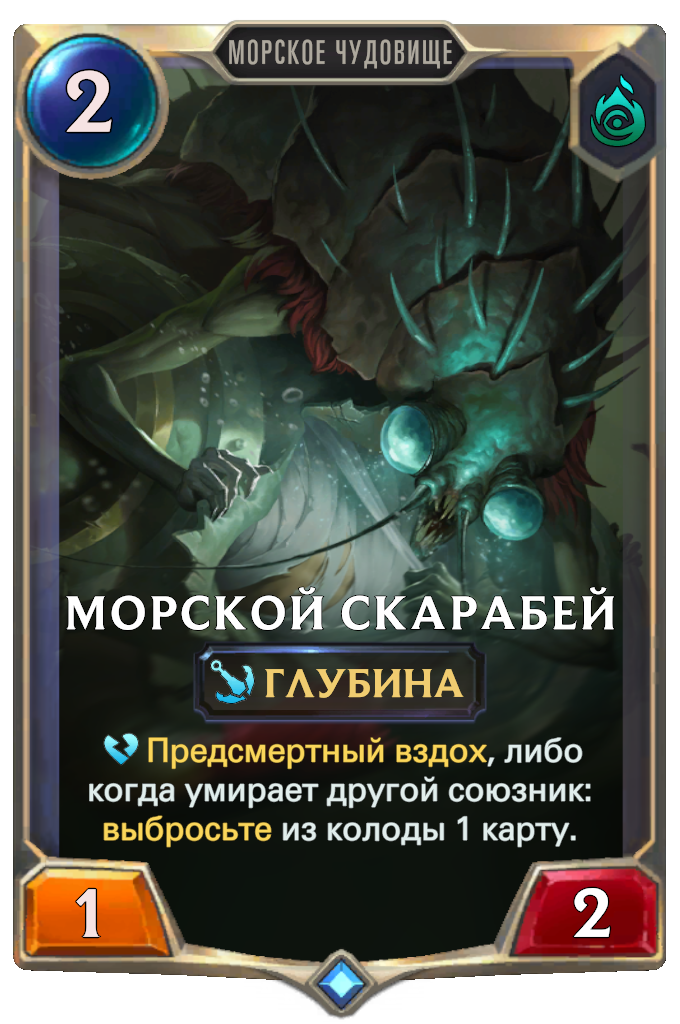 МОРСКОЕ ЧУДОВИЩЕ
2
МОРСКОЙ СКАРАБЕЙ
ГЛУБИНА
Предсмертный вздох, либо
когда умирает другой союзник:
выбросьте из колоды 1 карту.
1
2